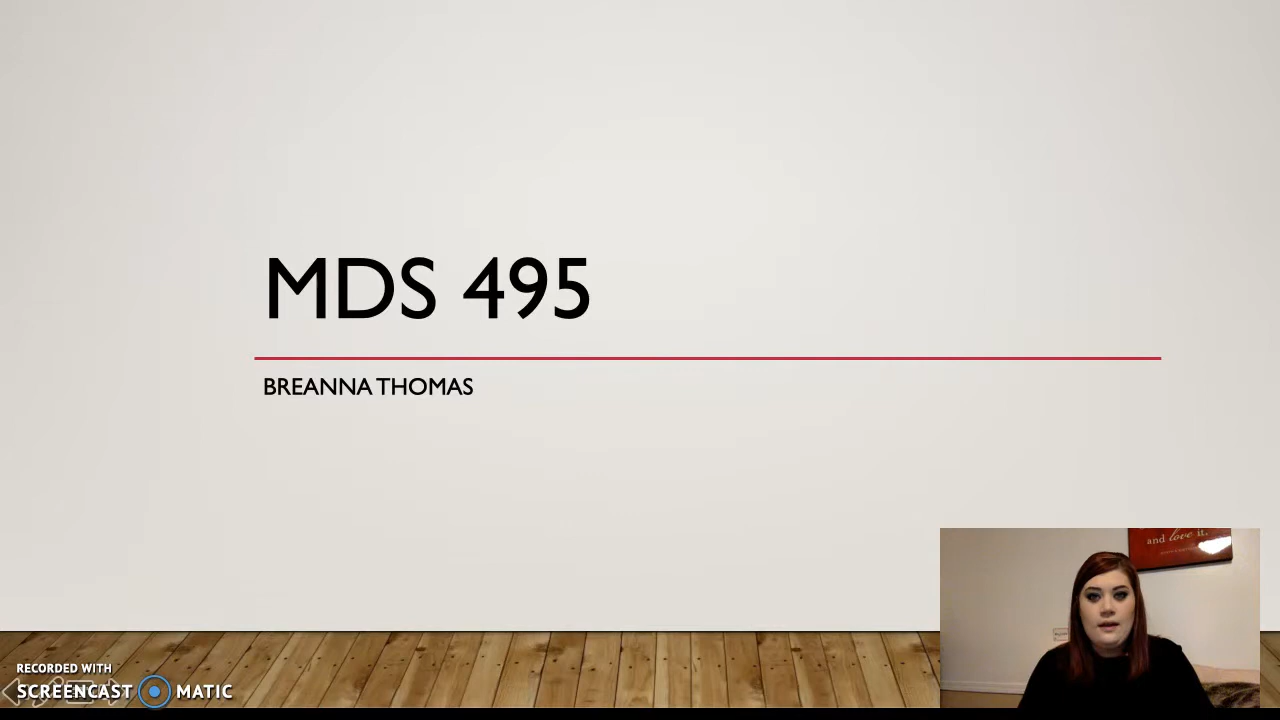 MDS 495
BREANNA THOMAS
and love it.
RECORDED WITH
SCREENCAST MATIC